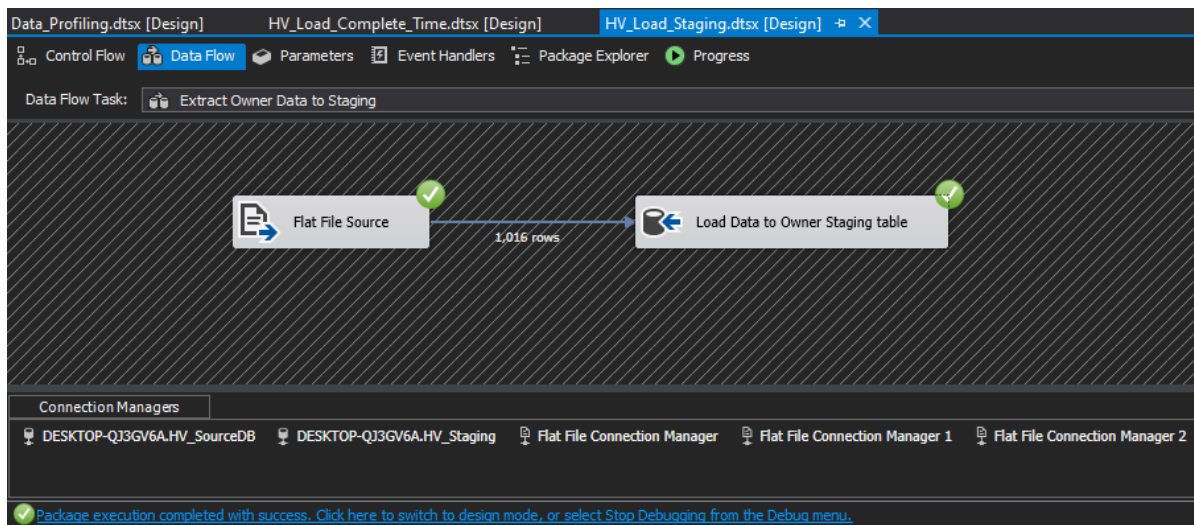 Data_Profiling.dtsx [Design] HV_Load_Complete_Time.dtsx [Design] HV_Load_Staging.dtsx [Design]
Control Flow Data Flow Parameters Event Handlers Package Explorer Progress
Data Flow Task: Extract Owner Data to Staging
Flat File Source Load Data to Owner Staging table
1,016 rows
Connection Managers
DESKTOP-QJ3GV6A.HV_SourceDB DESKTOP-QJ3GV6A.HV_Staging Flat File Connection Manager Flat File Connection Manager 1 Flat File Connection Manager 2
Package execution completed with success. Click here to switch to design mode, or select Stop Debugging from the Debug menu.